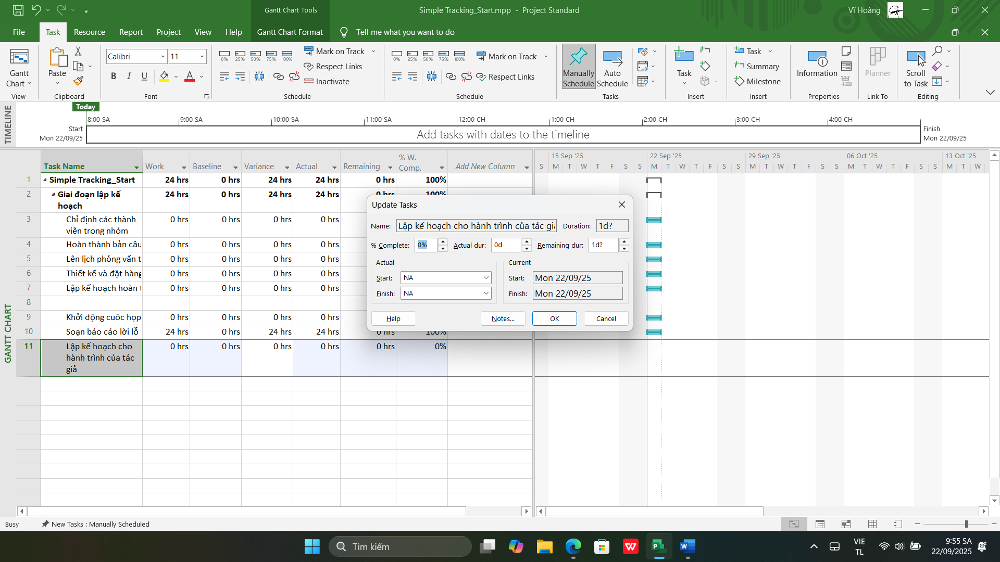 Gantt Chart Tools
Simple Tracking_Start.mpp - Project Standard
Vĩ Hoàng
File Task Resource Report Project View Help Gantt Chart Format Tell me what you want to do
Gantt Chart
View
Paste
Clipboard
Calibri 11
B I U A
Font
0% 25% 50% 75% 100%
Mark on Track
Respect Links
Inactivate
Schedule
0% 25% 50% 75% 100%
Mark on Track
Respect Links
Schedule
Manually Schedule
Auto Schedule
Tasks
Task
Insert
Task
Summary
Milestone
Insert
Information
Properties
Planner
Link To
Scroll to Task
Editing
TIMELINE
Today
8:00 SA 9:00 SA 10:00 SA 11:00 SA 12:00 CH 1:00 CH 2:00 CH 3:00 CH 4:00 CH
Start
Mon 22/09/25
Add tasks with dates to the timeline
Finish
Mon 22/09/25
GANTT CHART
Task Name Work Baseline Variance Actual Remaining % W. Comp. Add New Column
15 Sep '25 22 Sep '25 29 Sep '25 06 Oct '25 13 Oct '25
S M T W T F S S M T W T F S S M T W T F S S M T W T F S S M T W
1 Simple Tracking_Start 24 hrs 0 hrs 24 hrs 24 hrs 0 hrs 100%
2 Giai đoạn lập kế hoạch 24 hrs 0 hrs 24 hrs 24 hrs 0 hrs 100%
3 Chỉ định các thành viên trong nhóm 0 hrs 0 hrs 0 hrs 0 hrs
4 Hoàn thành bản câu 0 hrs 0 hrs 0 hrs 0 hrs
5 Lên lịch phỏng vấn t 0 hrs 0 hrs 0 hrs 0 hrs
6 Thiết kế và đặt hàng 0 hrs 0 hrs 0 hrs 0 hrs
7 Lập kế hoạch hoàn t 0 hrs 0 hrs 0 hrs 0 hrs
8
9 Khởi động cuôc họp 0 hrs 0 hrs 0 hrs 0 hrs
10 Soạn báo cáo lời lỗ 24 hrs 0 hrs 24 hrs 24 hrs 0 hrs 100%
11 Lập kế hoạch cho hành trình của tác giả 0 hrs 0 hrs 0 hrs 0 hrs 0 hrs 0%
Update Tasks
Name: Lập kế hoạch cho hành trình của tác giả Duration: 1d?
% Complete: 0% Actual dur: 0d Remaining dur: 1d?
Actual
Start: NA
Finish: NA
Current
Start: Mon 22/09/25
Finish: Mon 22/09/25
Help Notes... OK Cancel
Busy New Tasks : Manually Scheduled
Tìm kiếm
VIE
TL
9:55 SA
22/09/2025